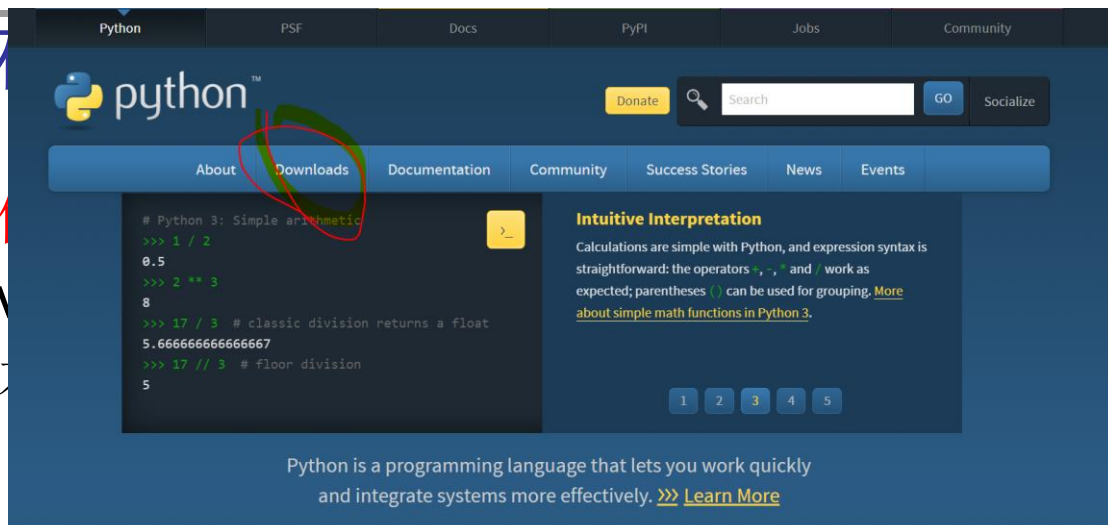 Python PSF Docs PyPI Jobs Community
python™
Donate Search GO Socialize
About Downloads Documentation Community Success Stories News Events
# Python 3: Simple arithmetic
>>> 1 / 2
0.5
>>> 2 ** 3
8
>>> 17 / 3 # classic division returns a float
5.666666666666667
>>> 17 // 3 # floor division
5
>_
Intuitive Interpretation
Calculations are simple with Python, and expression syntax is
straightforward: the operators +, -, * and / work as
expected; parentheses () can be used for grouping. More
about simple math functions in Python 3.
1 2 3 4 5
Python is a programming language that lets you work quickly
and integrate systems more effectively. >>> Learn More